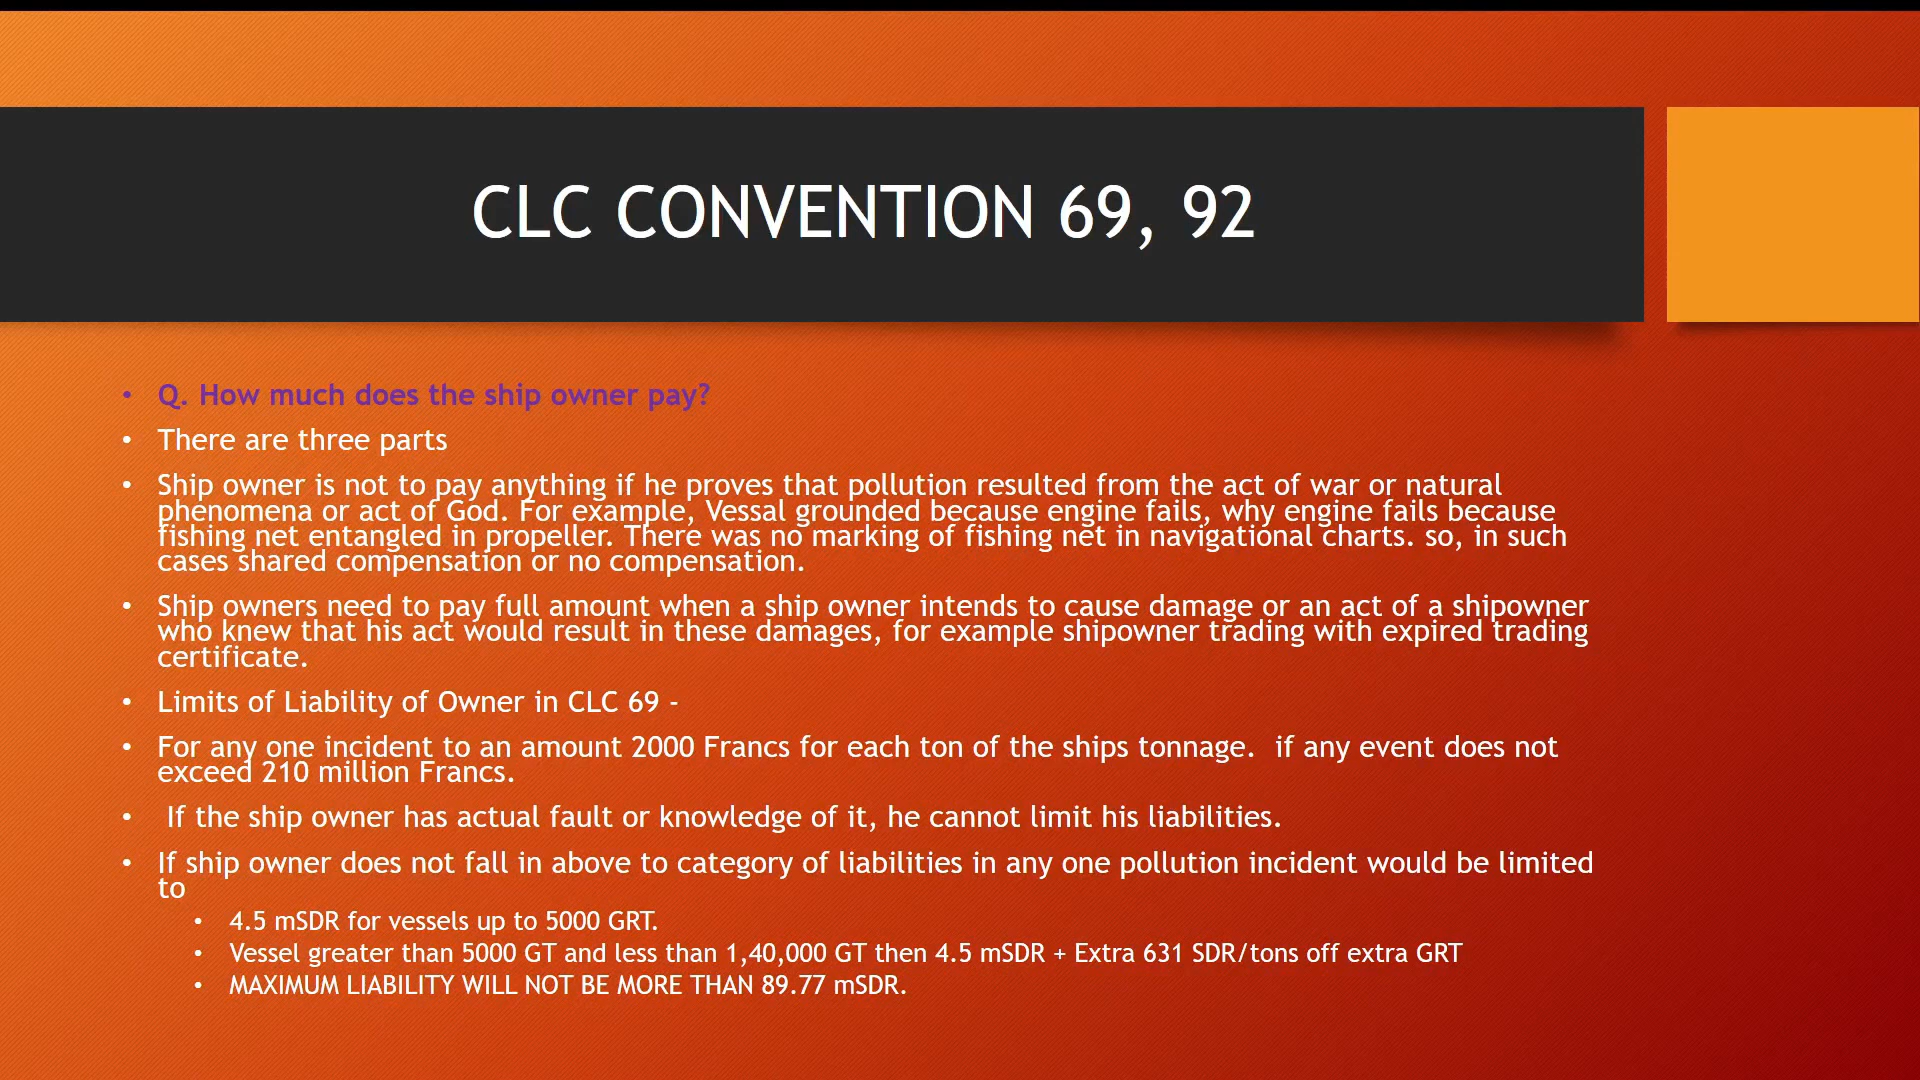 CLC CONVENTION 69, 92
• Q. How much does the ship owner pay?
• There are three parts
• Ship owner is not to pay anything if he proves that pollution resulted from the act of war or natural
phenomena or act of God. For example, Vessal grounded because engine fails, why engine fails because
fishing net entangled in propeller. There was no marking of fishing net in navigational charts. so, in such
cases shared compensation or no compensation.
• Ship owners need to pay full amount when a ship owner intends to cause damage or an act of a shipowner
who knew that his act would result in these damages, for example shipowner trading with expired trading
certificate.
• Limits of Liability of Owner in CLC 69 -
• For any one incident to an amount 2000 Francs for each ton of the ships tonnage.  if any event does not
exceed 210 million Francs.
• If the ship owner has actual fault or knowledge of it, he cannot limit his liabilities.
• If ship owner does not fall in above to category of liabilities in any one pollution incident would be limited
to
• 4.5 mSDR for vessels up to 5000 GRT.
• Vessel greater than 5000 GT and less than 1,40,000 GT then 4.5 mSDR + Extra 631 SDR/tons off extra GRT
• MAXIMUM LIABILITY WILL NOT BE MORE THAN 89.77 mSDR.